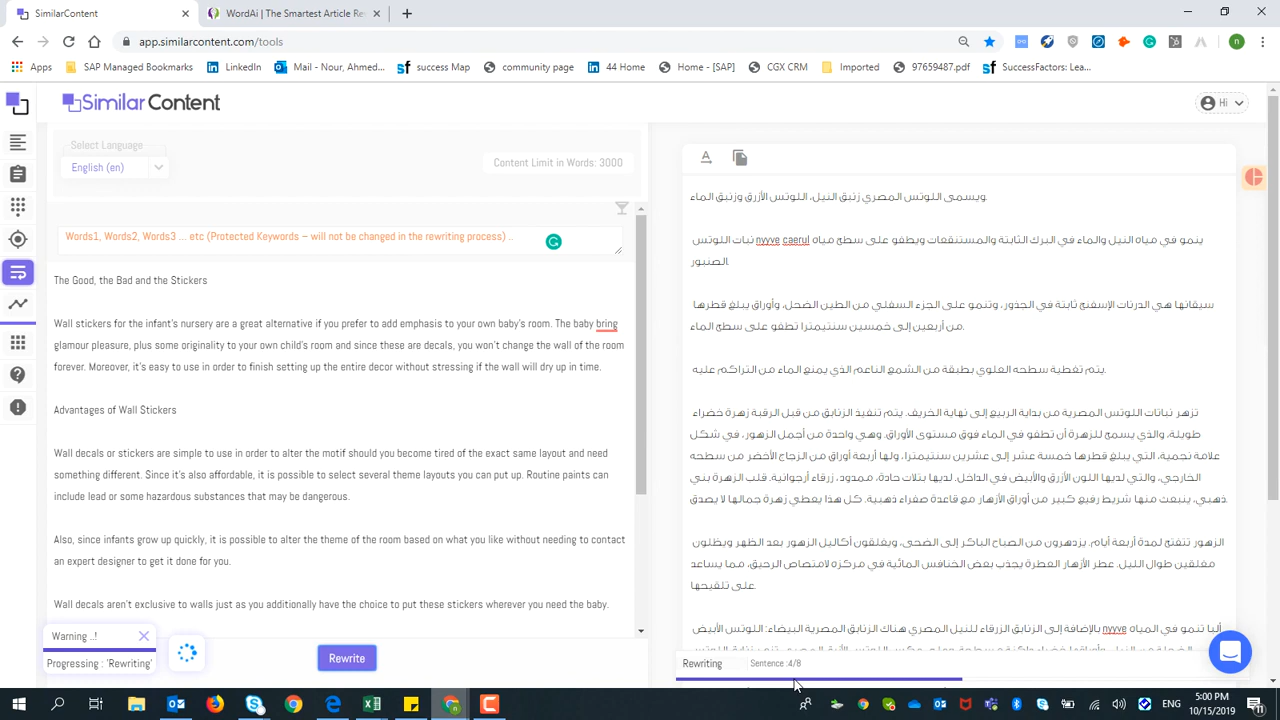 SimilarContent
WordAi | The Smartest Article Re
app.similarcontent.com/tools
Apps
SAP Managed Bookmarks
LinkedIn
Mail - Nour, Ahmed...
success Map
community page
44 Home
Home - [SAP]
CGX CRM
Imported
97659487.pdf
SuccessFactors: Lea...
Similar Content
Hi
Select Language
English (en)
Content Limit in Words: 3000
Words1, Words2, Words3 ... etc (Protected Keywords – will not be changed in the rewriting process) ..
The Good, the Bad and the Stickers
Wall stickers for the infant's nursery are a great alternative if you prefer to add emphasis to your own baby's room. The baby bring
glamour pleasure, plus some originality to your own child's room and since these are decals, you won't change the wall of the room
forever. Moreover, it's easy to use in order to finish setting up the entire decor without stressing if the wall will dry up in time.
Advantages of Wall Stickers
Wall decals or stickers are simple to use in order to alter the motif should you become tired of the exact same layout and need
something different. Since it's also affordable, it is possible to select several theme layouts you can put up. Routine paints can
include lead or some hazardous substances that may be dangerous.
Also, since infants grow up quickly, it is possible to alter the theme of the room based on what you like without needing to contact
an expert designer to get it done for you.
Wall decals aren't exclusive to walls just as you additionally have the choice to put these stickers wherever you need the baby.
Warning ..!
Progressing : 'Rewriting'
Rewrite
ويسمى اللوتس المصري زنبق النيل، اللوتس الأزرق وزنبق الماء.
ينمو في مياه النيل والماء في البرك الثابتة والمستنقعات ويطفو على سطح مياه nyyve caerul نبات اللوتس
الصنبور.
سيقانها هي الدرنات الإسفنج ثابتة في الجذور، وتنمو على الجزء السفلي من الطين الضحل، وأوراق يبلغ قطرها
من أربعين إلى خمسين سنتيمترا تطفو على سطح الماء.
يتم تغطية سطحه العلوي بطبقة من الشمع الناعم الذي يمنع الماء من التراكم عليه.
تزهر نباتات اللوتس المصرية من بداية الربيع إلى نهاية الخريف. يتم تنفيذ الزنابق من قبل الرقبة زهرة خضراء
طويلة، والذي يسمح للزهرة أن تطفو في الماء فوق مستوى الأوراق. وهي واحدة من أجمل الزهور، في شكل
علامة نجمية، التي يبلغ قطرها خمسة عشر إلى عشرين سنتيمترا، ولها أربعة أوراق من الزجاج الأخضر من سطحه
الخارجي، والتي لديها اللون الأزرق والأبيض في الداخل. لديها بتلات حادة، ممدود، زرقاء أرجوانية. قلب الزهرة بني
ذهبي، ينبعث منها شريط رفيع كبير من أوراق الأزهار مع قاعدة صفراء ذهبية. كل هذا يعطي زهرة جمالها لا يصدق.
الزهور تتفتح لمدة أربعة أيام. يزدهرون من الصباح الباكر إلى الضحى، ويغلقون أكاليل الزهور بعد الظهر ويظلون
مغلقين طوال الليل. عطر الأزهار العطرة يجذب بعض الخنافس المائية في مركزه لامتصاص الرحيق، مما يساعد
على تلقيحها.
بالإضافة إلى الزنابق الزرقاء للنيل المصري هناك الزنابق المصرية البيضاء: اللوتس الأبيض nyyve ألبا تنمو في المياه
Rewriting
Sentence :4/8
ENG
5:00 PM
10/15/2019
11